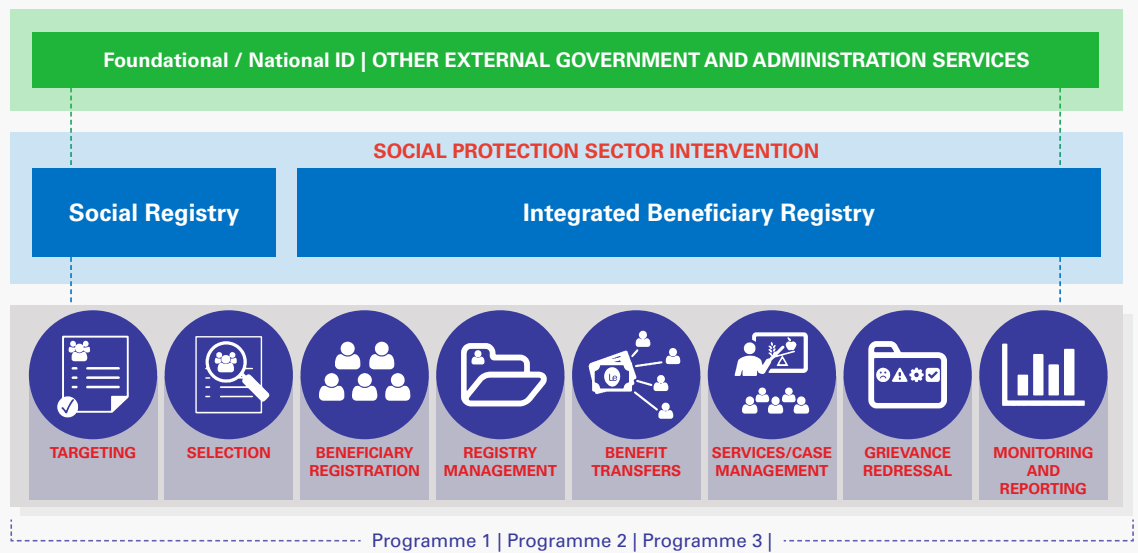 Foundational / National ID | OTHER EXTERNAL GOVERNMENT AND ADMINISTRATION SERVICES
SOCIAL PROTECTION SECTOR INTERVENTION
Social Registry
Integrated Beneficiary Registry
Le
TARGETING
SELECTION
BENEFICIARY
REGISTRATION
REGISTRY
MANAGEMENT
BENEFIT
TRANSFERS
SERVICES/CASE
MANAGEMENT
GRIEVANCE
REDRESSAL
MONITORING
AND
REPORTING
Programme 1 | Programme 2 | Programme 3 |